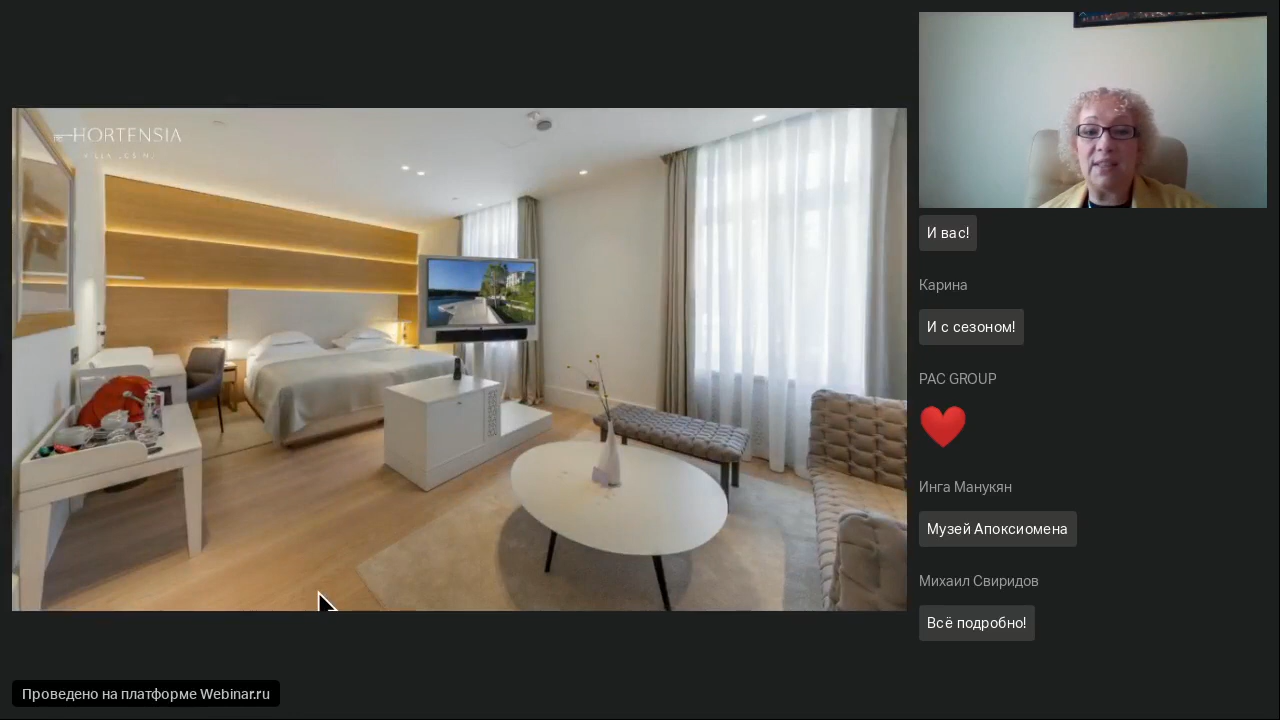 THE HORTENSIA
И вас!
Карина
И с сезоном!
PAC GROUP
Инга Манукян
Музей Апоксиомена
Михаил Свиридов
Всё подробно!
Проведено на платформе Webinar.ru